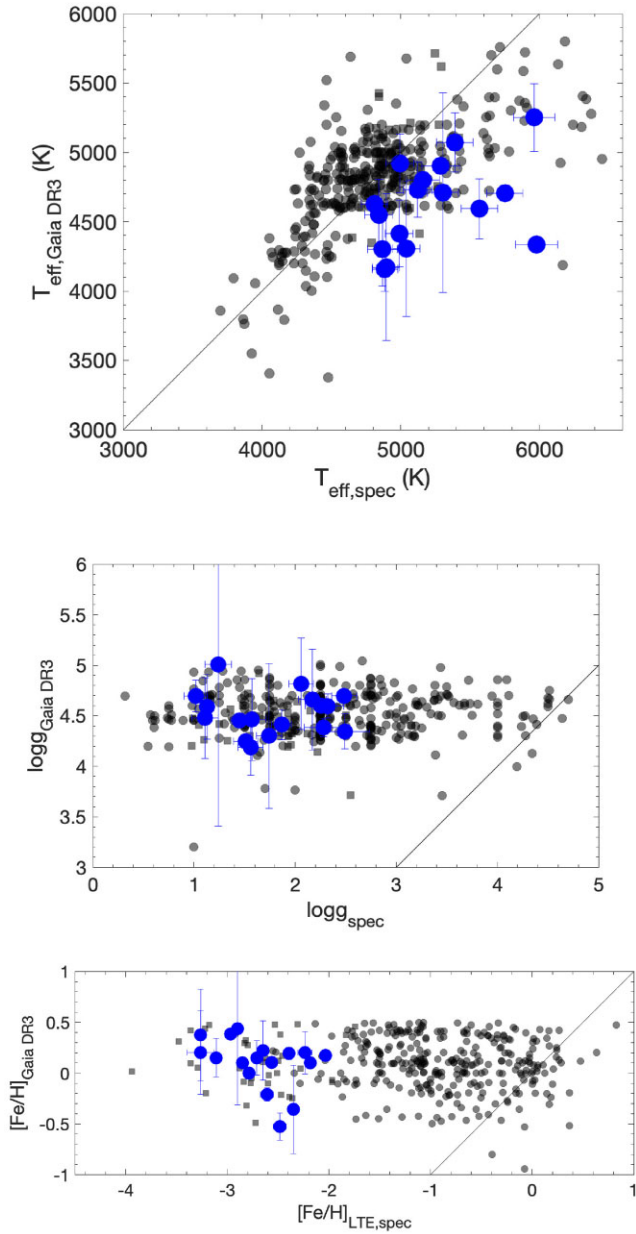 6000
5500
5000
4500
4000
3500
3000
T_eff,Gaia DR3 (K)
3000 4000 5000 6000
T_eff,spec (K)
6
5.5
5
4.5
4
3.5
3
logg_Gaia DR3
0 1 2 3 4 5
logg_spec
1
0.5
0
-0.5
-1
[Fe/H]_Gaia DR3
-4 -3 -2 -1 0 1
[Fe/H]_LTE,spec